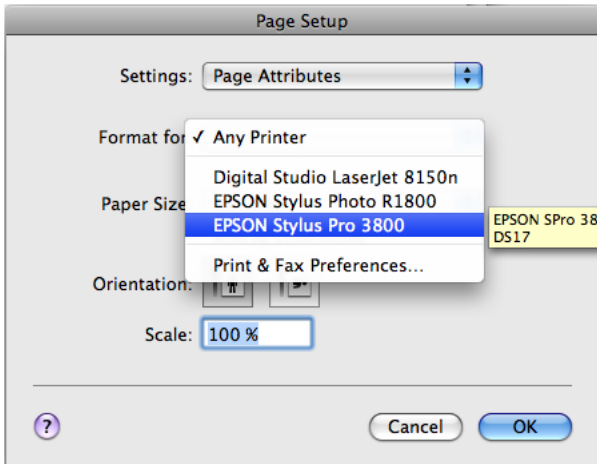 Page Setup
Settings: Page Attributes
Format for ✓ Any Printer
Digital Studio LaserJet 8150n
EPSON Stylus Photo R1800
Paper Size
EPSON Stylus Pro 3800
EPSON SPro 38
DS17
Print & Fax Preferences...
Orientation:
Scale: 100 %
? Cancel OK